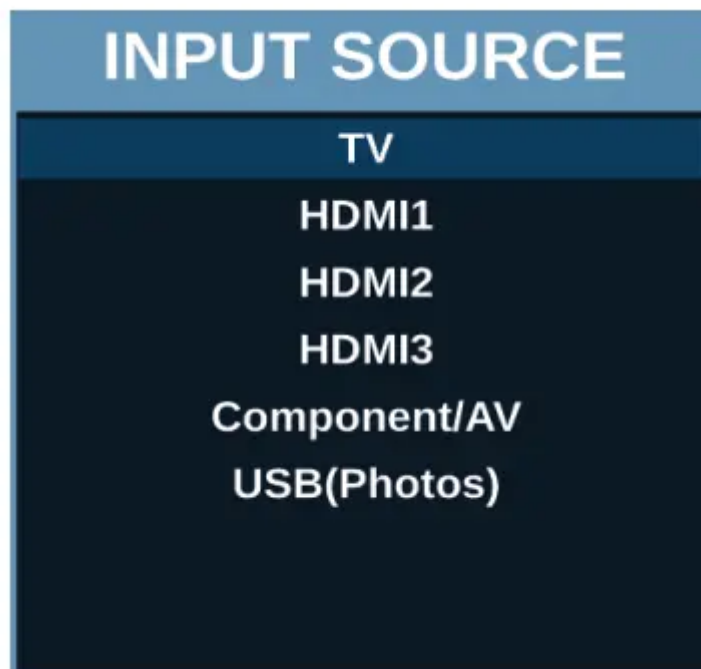 INPUT SOURCE
TV
HDMI1
HDMI2
HDMI3
Component/AV
USB(Photos)